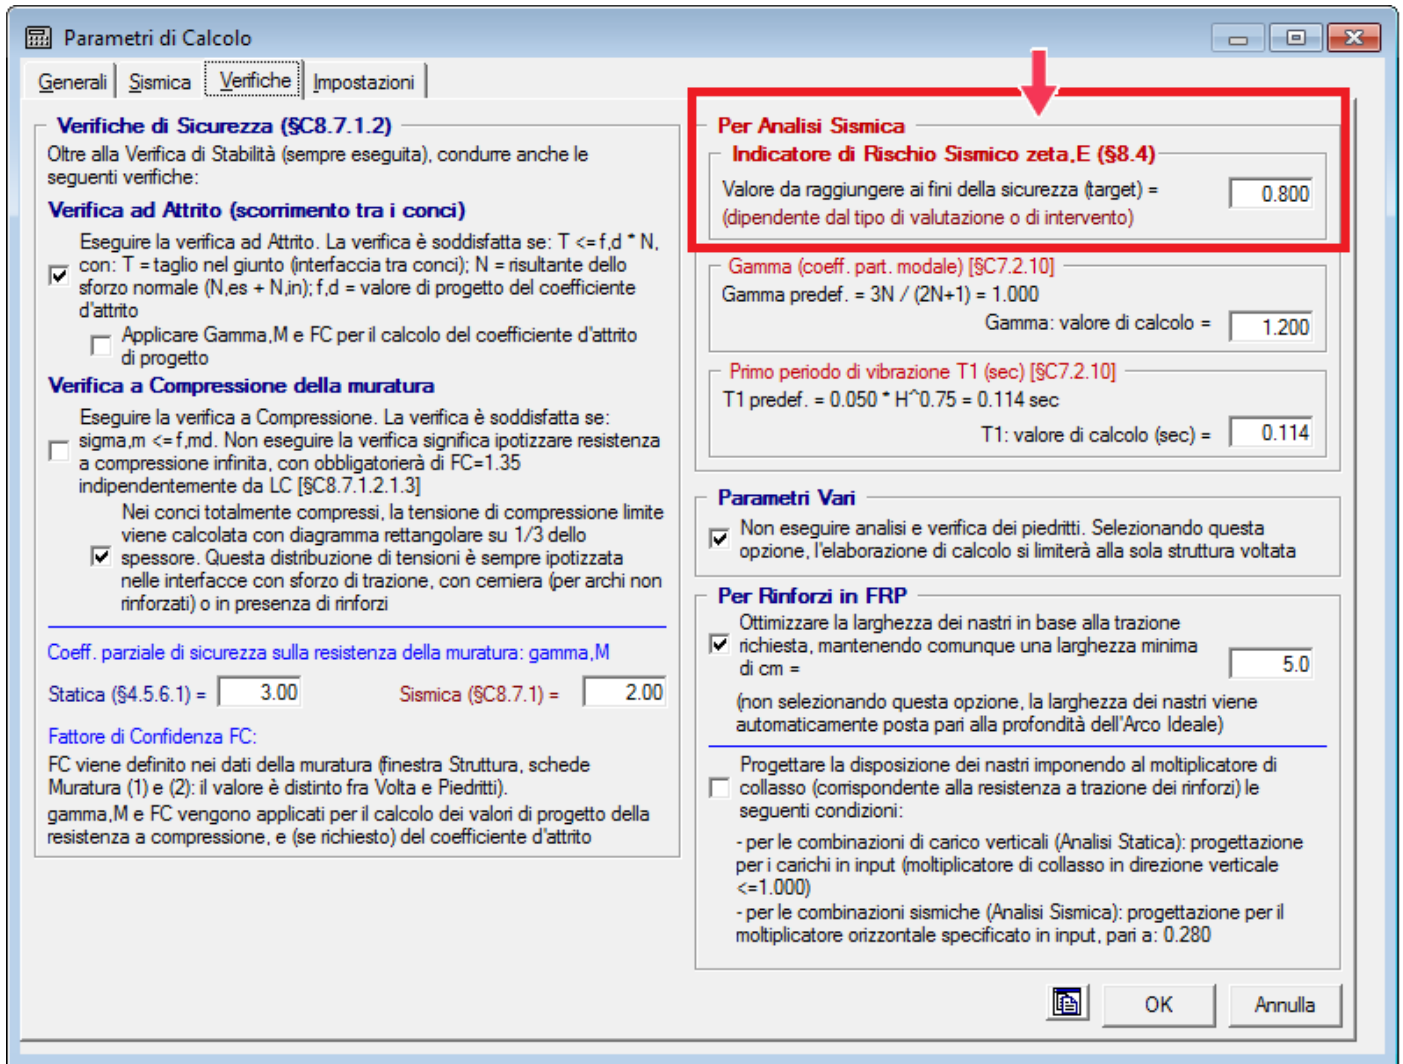 Parametri di Calcolo
Generali
Sismica
Verifiche
Impostazioni
Verifiche di Sicurezza (§C8.7.1.2)
Oltre alla Verifica di Stabilità (sempre eseguita), condurre anche le
seguenti verifiche:
Verifica ad Attrito (scorrimento tra i conci)
Eseguire la verifica ad Attrito. La verifica è soddisfatta se: T <= f,d * N,
con: T = taglio nel giunto (interfaccia tra conci); N = risultante dello
sforzo normale (N,es + N,in); f,d = valore di progetto del coefficiente
d'attrito
Applicare Gamma,M e FC per il calcolo del coefficiente d'attrito
di progetto
Verifica a Compressione della muratura
Eseguire la verifica a Compressione. La verifica è soddisfatta se:
sigma,m <= f,md. Non eseguire la verifica significa ipotizzare resistenza
a compressione infinita, con obbligatorierà di FC=1.35
indipendentemente da LC [§C8.7.1.2.1.3]
Nei conci totalmente compressi, la tensione di compressione limite
viene calcolata con diagramma rettangolare su 1/3 dello
spessore. Questa distribuzione di tensioni è sempre ipotizzata
nelle interfacce con sforzo di trazione, con cerniera (per archi non
rinforzati) o in presenza di rinforzi
Coeff. parziale di sicurezza sulla resistenza della muratura: gamma,M
Statica (§4.5.6.1) = 3.00 Sismica (§C8.7.1) = 2.00
Fattore di Confidenza FC:
FC viene definito nei dati della muratura (finestra Struttura, schede
Muratura (1) e (2): il valore è distinto fra Volta e Piedritti).
gamma,M e FC vengono applicati per il calcolo dei valori di progetto della
resistenza a compressione, e (se richiesto) del coefficiente d'attrito
Per Analisi Sismica
Indicatore di Rischio Sismico zeta,E (§8.4)
Valore da raggiungere ai fini della sicurezza (target) = 0.800
(dipendente dal tipo di valutazione o di intervento)
Gamma (coeff. part. modale) [§C7.2.10]
Gamma predef. = 3N / (2N+1) = 1.000
Gamma: valore di calcolo = 1.200
Primo periodo di vibrazione T1 (sec) [§C7.2.10]
T1 predef. = 0.050 * H^0.75 = 0.114 sec
T1: valore di calcolo (sec) = 0.114
Parametri Vari
Non eseguire analisi e verifica dei piedritti. Selezionando questa
opzione, l'elaborazione di calcolo si limiterà alla sola struttura voltata
Per Rinforzi in FRP
Ottimizzare la larghezza dei nastri in base alla trazione
richiesta, mantenendo comunque una larghezza minima
di cm = 5.0
(non selezionando questa opzione, la larghezza dei nastri viene
automaticamente posta pari alla profondità dell'Arco Ideale)
Progettare la disposizione dei nastri imponendo al moltiplicatore di
collasso (corrispondente alla resistenza a trazione dei rinforzi) le
seguenti condizioni:
- per le combinazioni di carico verticali (Analisi Statica): progettazione
per i carichi in input (moltiplicatore di collasso in direzione verticale
<=1.000)
- per le combinazioni sismiche (Analisi Sismica): progettazione per il
moltiplicatore orizzontale specificato in input, pari a: 0.280
OK
Annulla